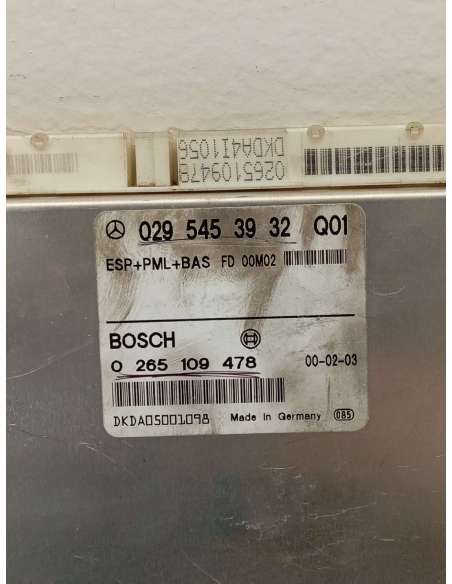 0265109478
DKDA4I11056
029 545 39 32 Q01
ESP+PML+BAS FD 00M02
BOSCH
0 265 109 478 00-02-03
DKDA05001098 Made in Germany 085